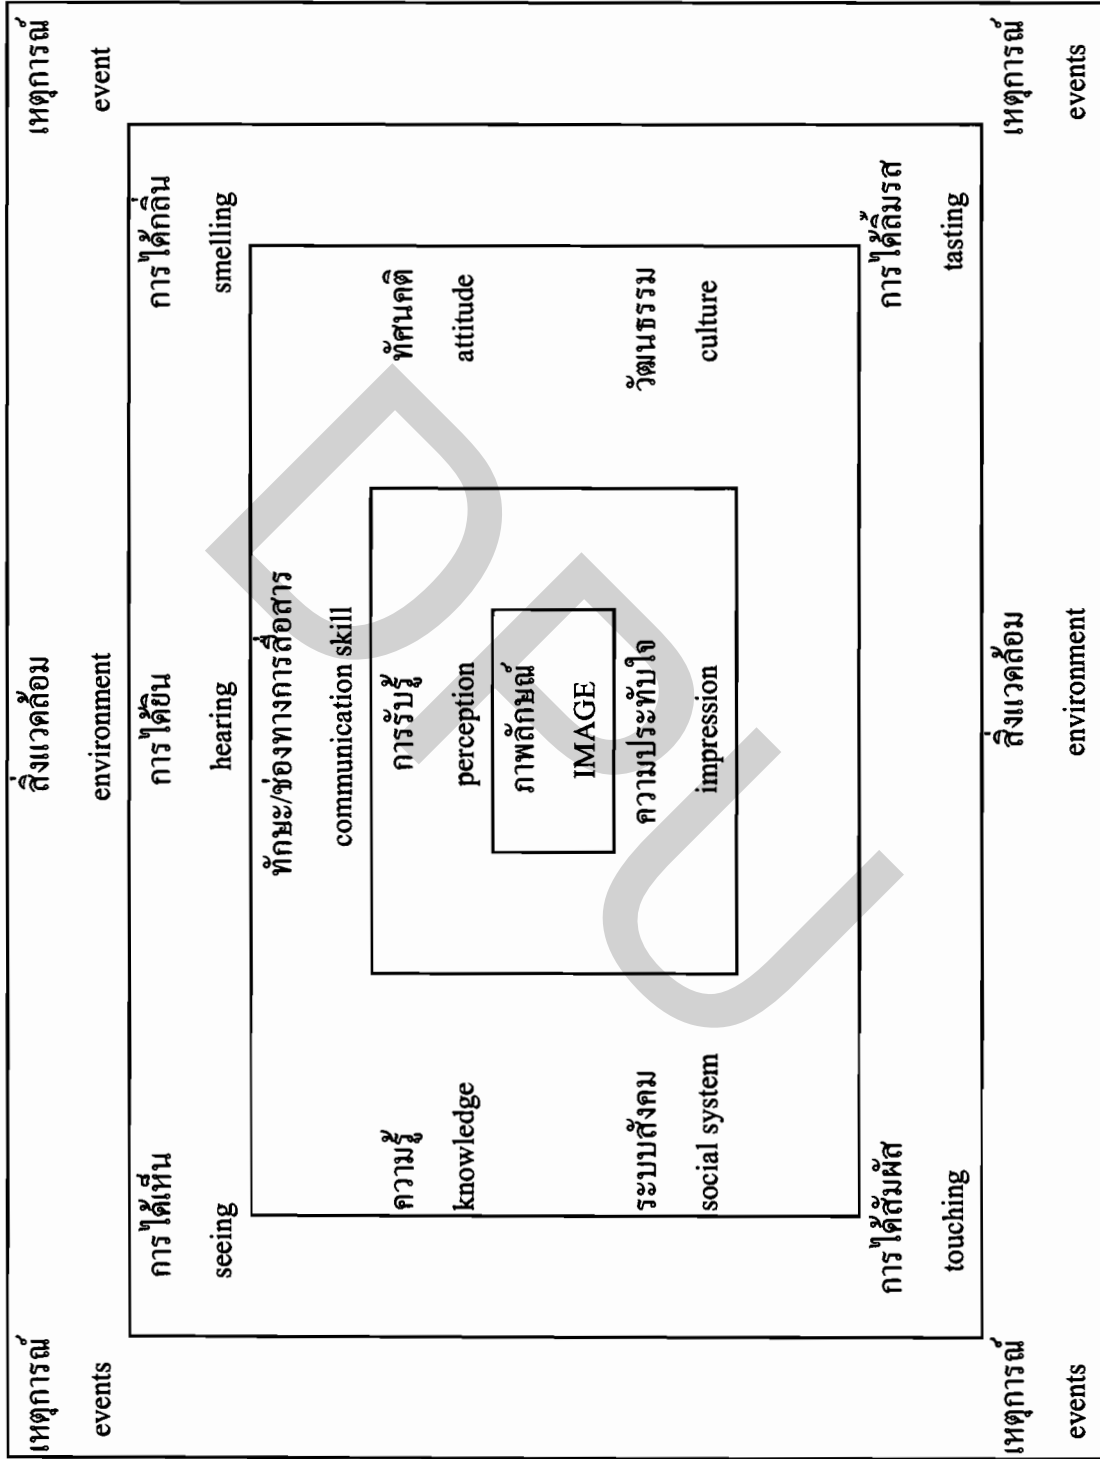 เหตุการณ์
events
สิ่งแวดล้อม
environment
เหตุการณ์
event
การได้เห็น
seeing
การได้ยิน
hearing
การได้กลิ่น
smelling
ทักษะ/ช่องทางการสื่อสาร
communication skill
ความรู้
knowledge
การรับรู้
perception
ทัศนคติ
attitude
ภาพลักษณ์
IMAGE
ระบบสังคม
social system
ความประทับใจ
impression
วัฒนธรรม
culture
การได้สัมผัส
touching
การได้ลิ้มรส
tasting
เหตุการณ์
events
สิ่งแวดล้อม
environment
เหตุการณ์
events
DPU